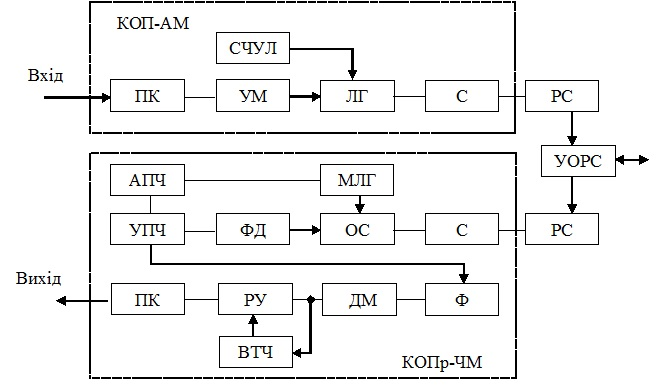 КОП-АМ
СЧУЛ
Вхід
ПК
УМ
ЛГ
С
РС
УОРС
АПЧ
МЛГ
УПЧ
ФД
ОС
С
РС
Вихід
ПК
РУ
ДМ
Ф
ВТЧ
КОПр-ЧМ